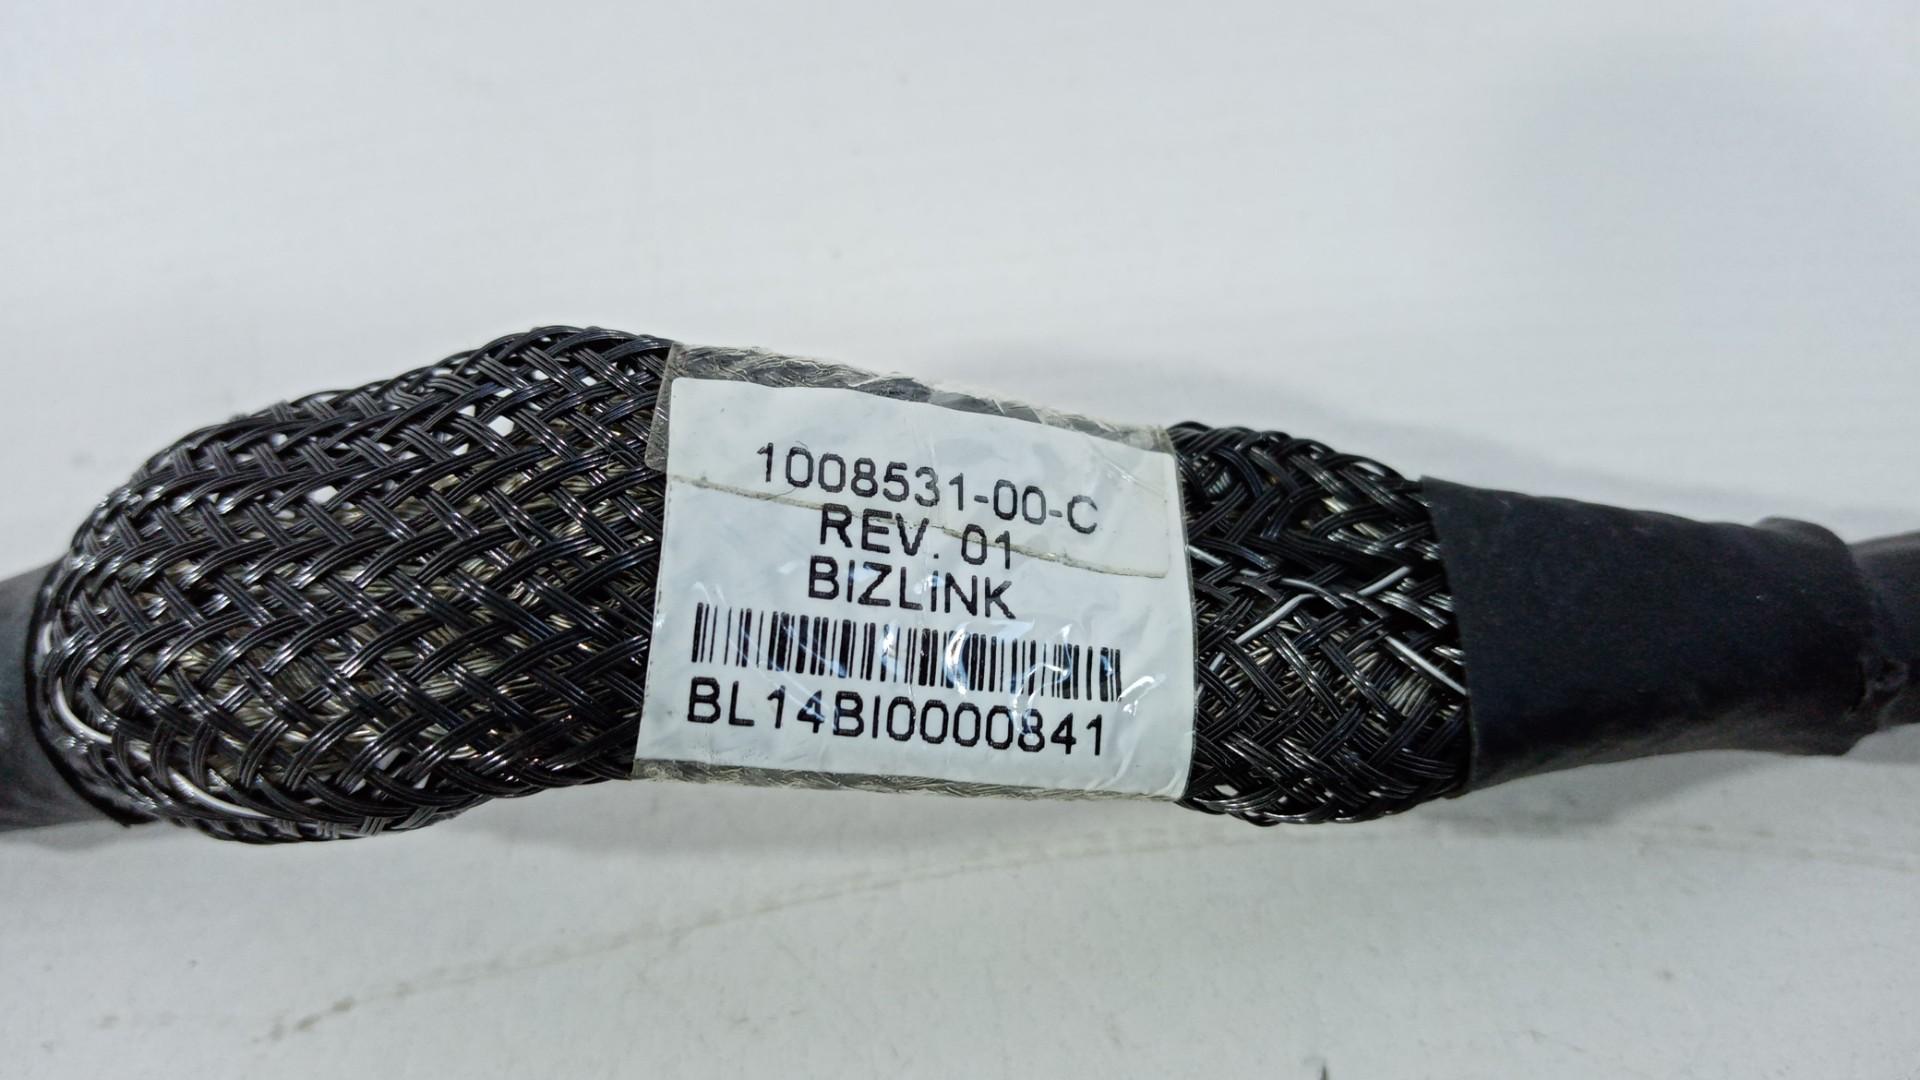 1008531-00-C
REV. 01
BIZLINK
BL14BI0000841